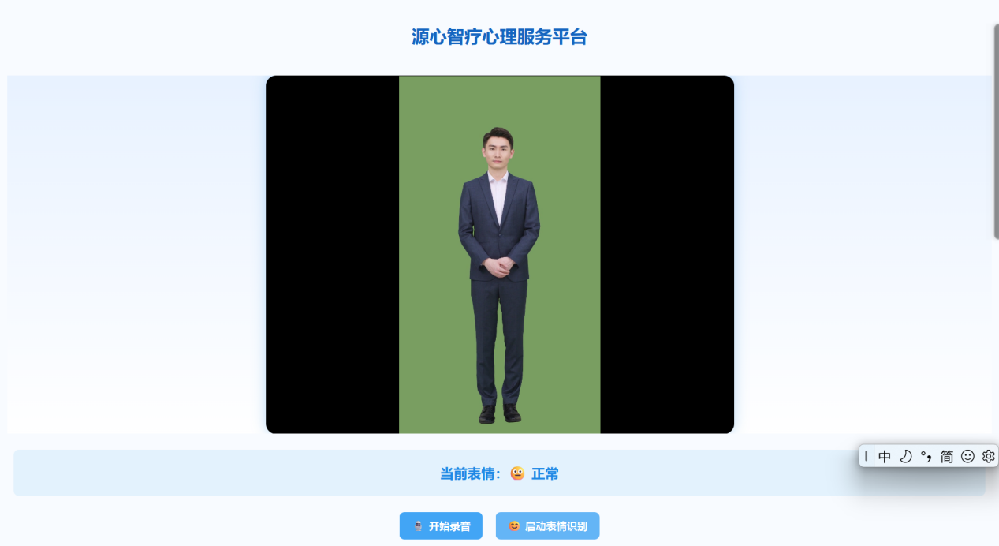 源心智疗心理服务平台
当前表情： 😐 正常
中 简
🎙️ 开始录音
😊 启动表情识别